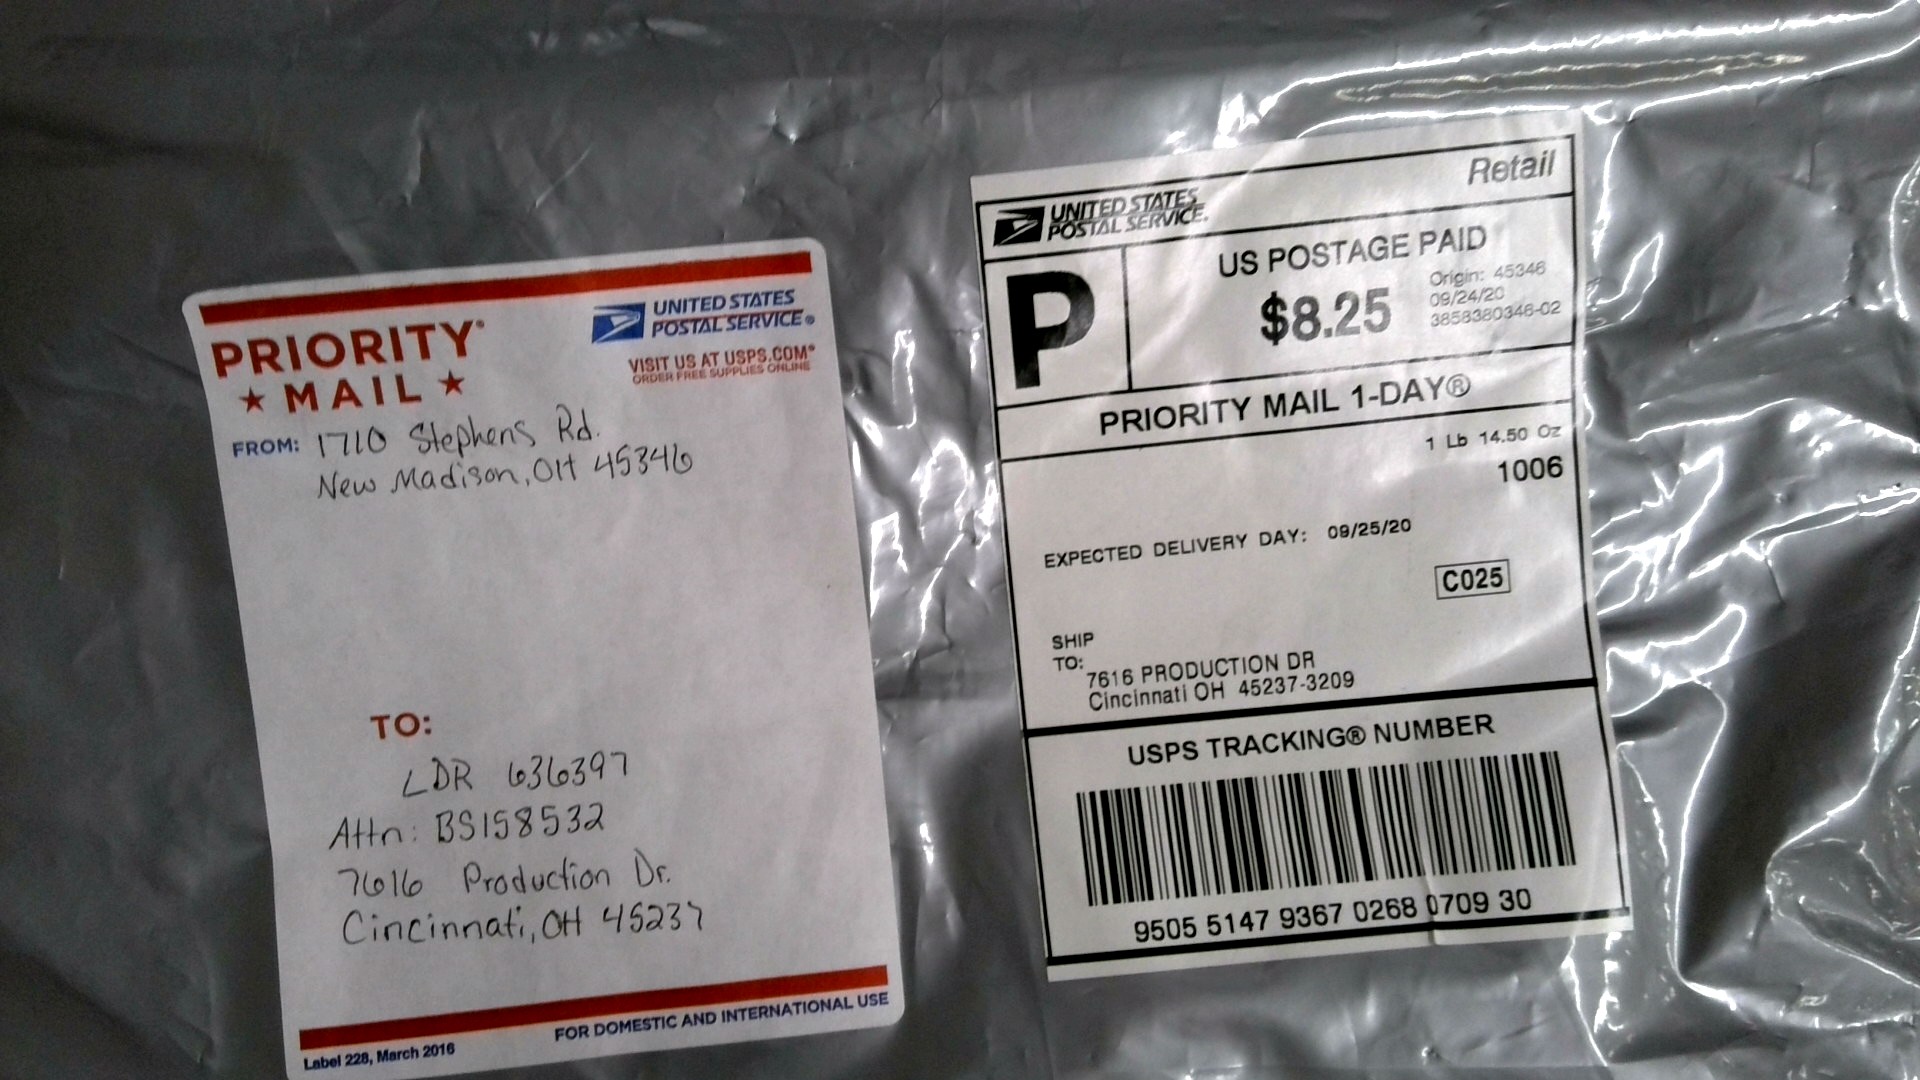 PRIORITY®
★ MAIL ★
UNITED STATES
POSTAL SERVICE®
VISIT US AT USPS.COM®
ORDER FREE SUPPLIES ONLINE
FROM: 1710 Stephens Rd.
New Madison, OH 45346
TO:
LDR 636397
Attn: BS158532
7616 Production Dr.
Cincinnati, OH 45237
FOR DOMESTIC AND INTERNATIONAL USE
Label 228, March 2016
Retail
UNITED STATES
POSTAL SERVICE.
P
US POSTAGE PAID
$8.25
Origin: 45346
09/24/20
3858380346-02
PRIORITY MAIL 1-DAY®
1 Lb 14.50 Oz
1006
EXPECTED DELIVERY DAY: 09/25/20
C025
SHIP
TO:
7616 PRODUCTION DR
Cincinnati OH 45237-3209
USPS TRACKING® NUMBER
9505 5147 9367 0268 0709 30